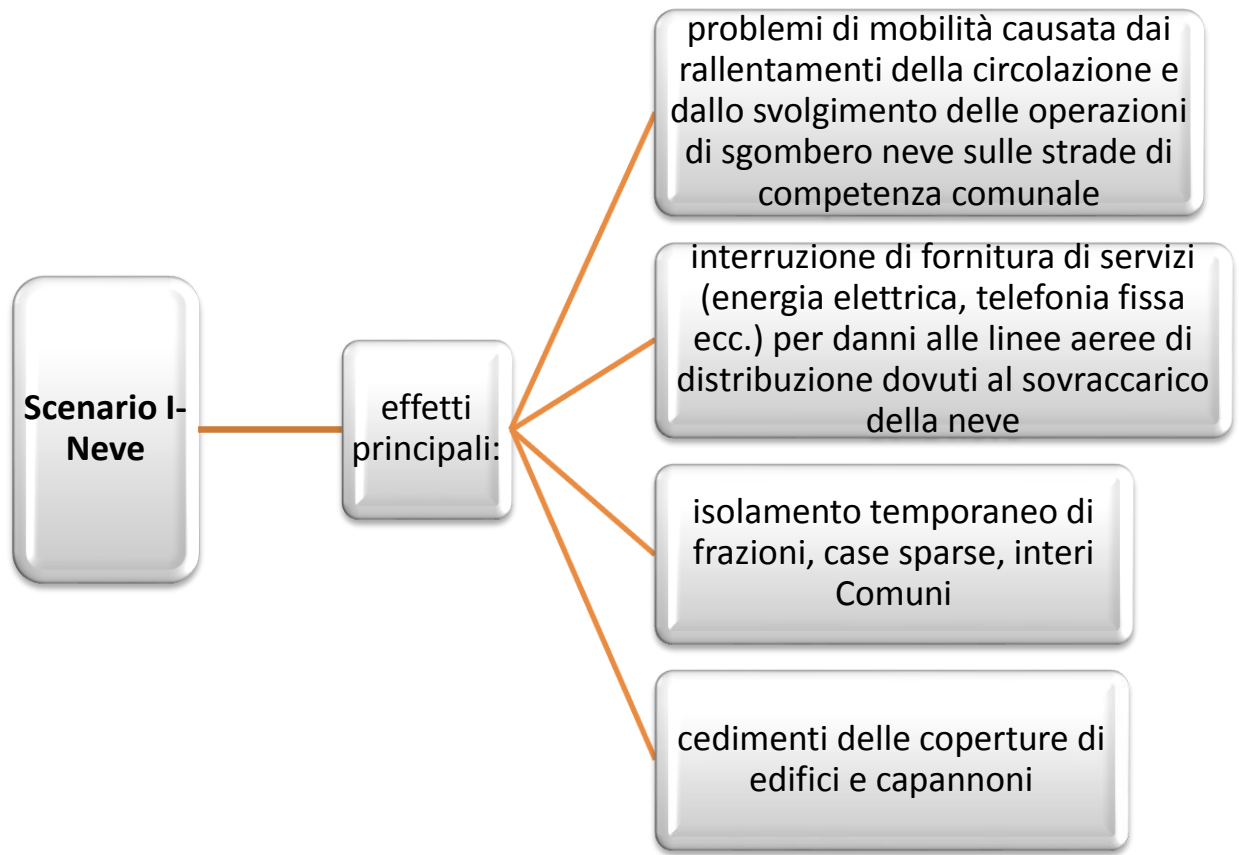 Scenario I-
Neve
effetti
principali:
problemi di mobilità causata dai
rallentamenti della circolazione e
dallo svolgimento delle operazioni
di sgombero neve sulle strade di
competenza comunale
interruzione di fornitura di servizi
(energia elettrica, telefonia fissa
ecc.) per danni alle linee aeree di
distribuzione dovuti al sovraccarico
della neve
isolamento temporaneo di
frazioni, case sparse, interi
Comuni
cedimenti delle coperture di
edifici e capannoni